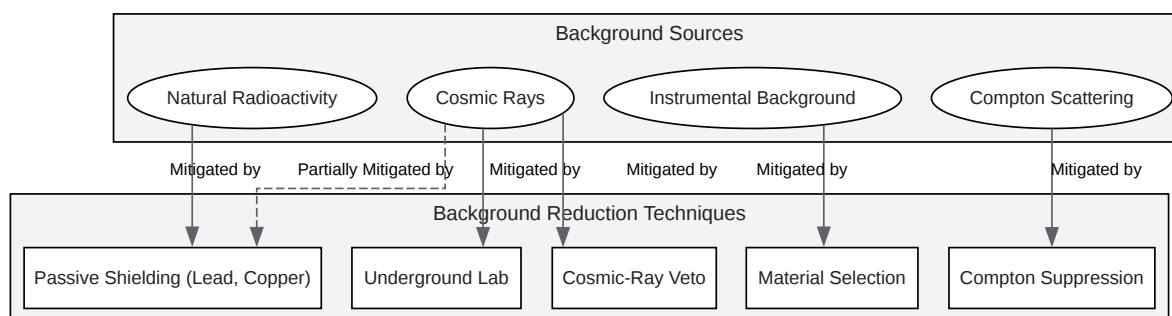 Background Sources
Natural Radioactivity
Cosmic Rays
Instrumental Background
Compton Scattering
Mitigated by
Partially Mitigated by
Mitigated by
Mitigated by
Mitigated by
Mitigated by
Background Reduction Techniques
Passive Shielding (Lead, Copper)
Underground Lab
Cosmic-Ray Veto
Material Selection
Compton Suppression